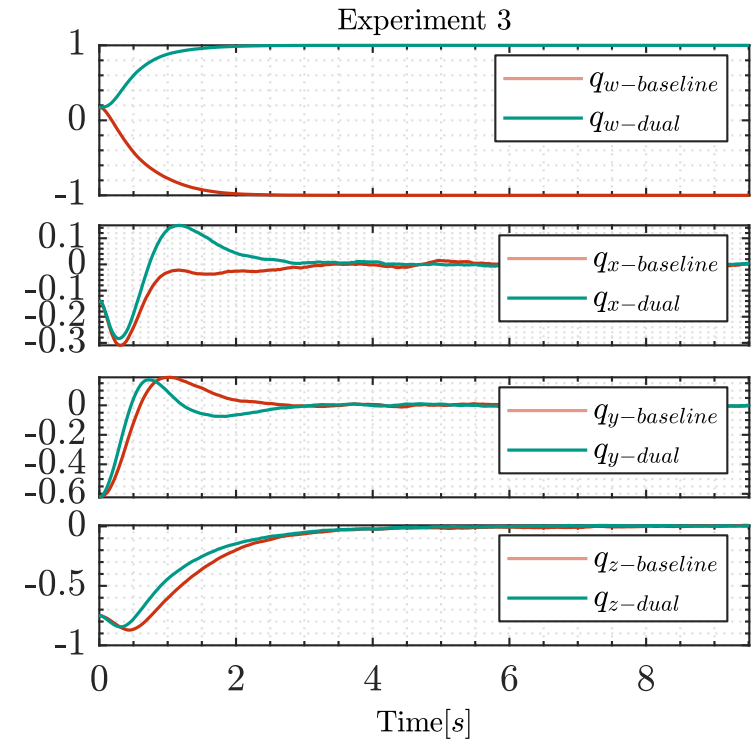 Experiment 3
1
0
-1
q_{w-baseline}
q_{w-dual}
0.1
0
-0.1
-0.2
-0.3
q_{x-baseline}
q_{x-dual}
0
-0.2
-0.4
-0.6
q_{y-baseline}
q_{y-dual}
0
-0.5
-1
q_{z-baseline}
q_{z-dual}
0 2 4 6 8
Time[s]